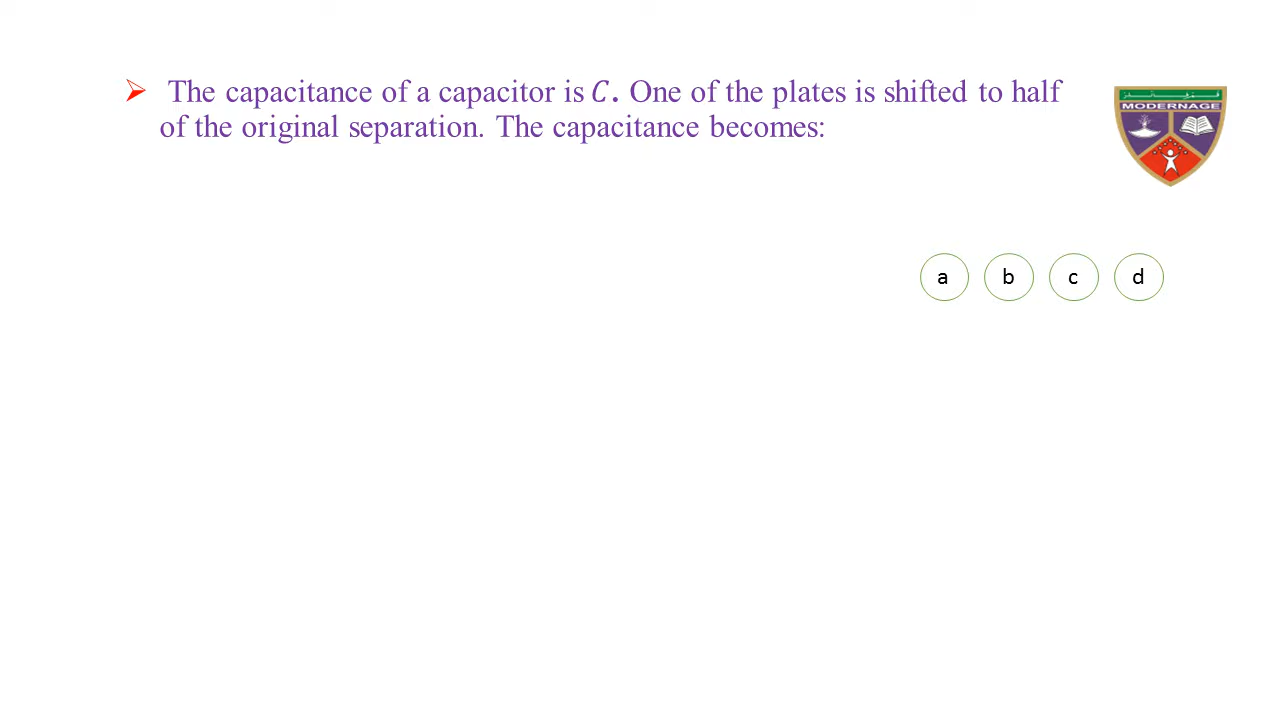 ➢ The capacitance of a capacitor is C. One of the plates is shifted to half
of the original separation. The capacitance becomes:
MODERNAGE
a b c d